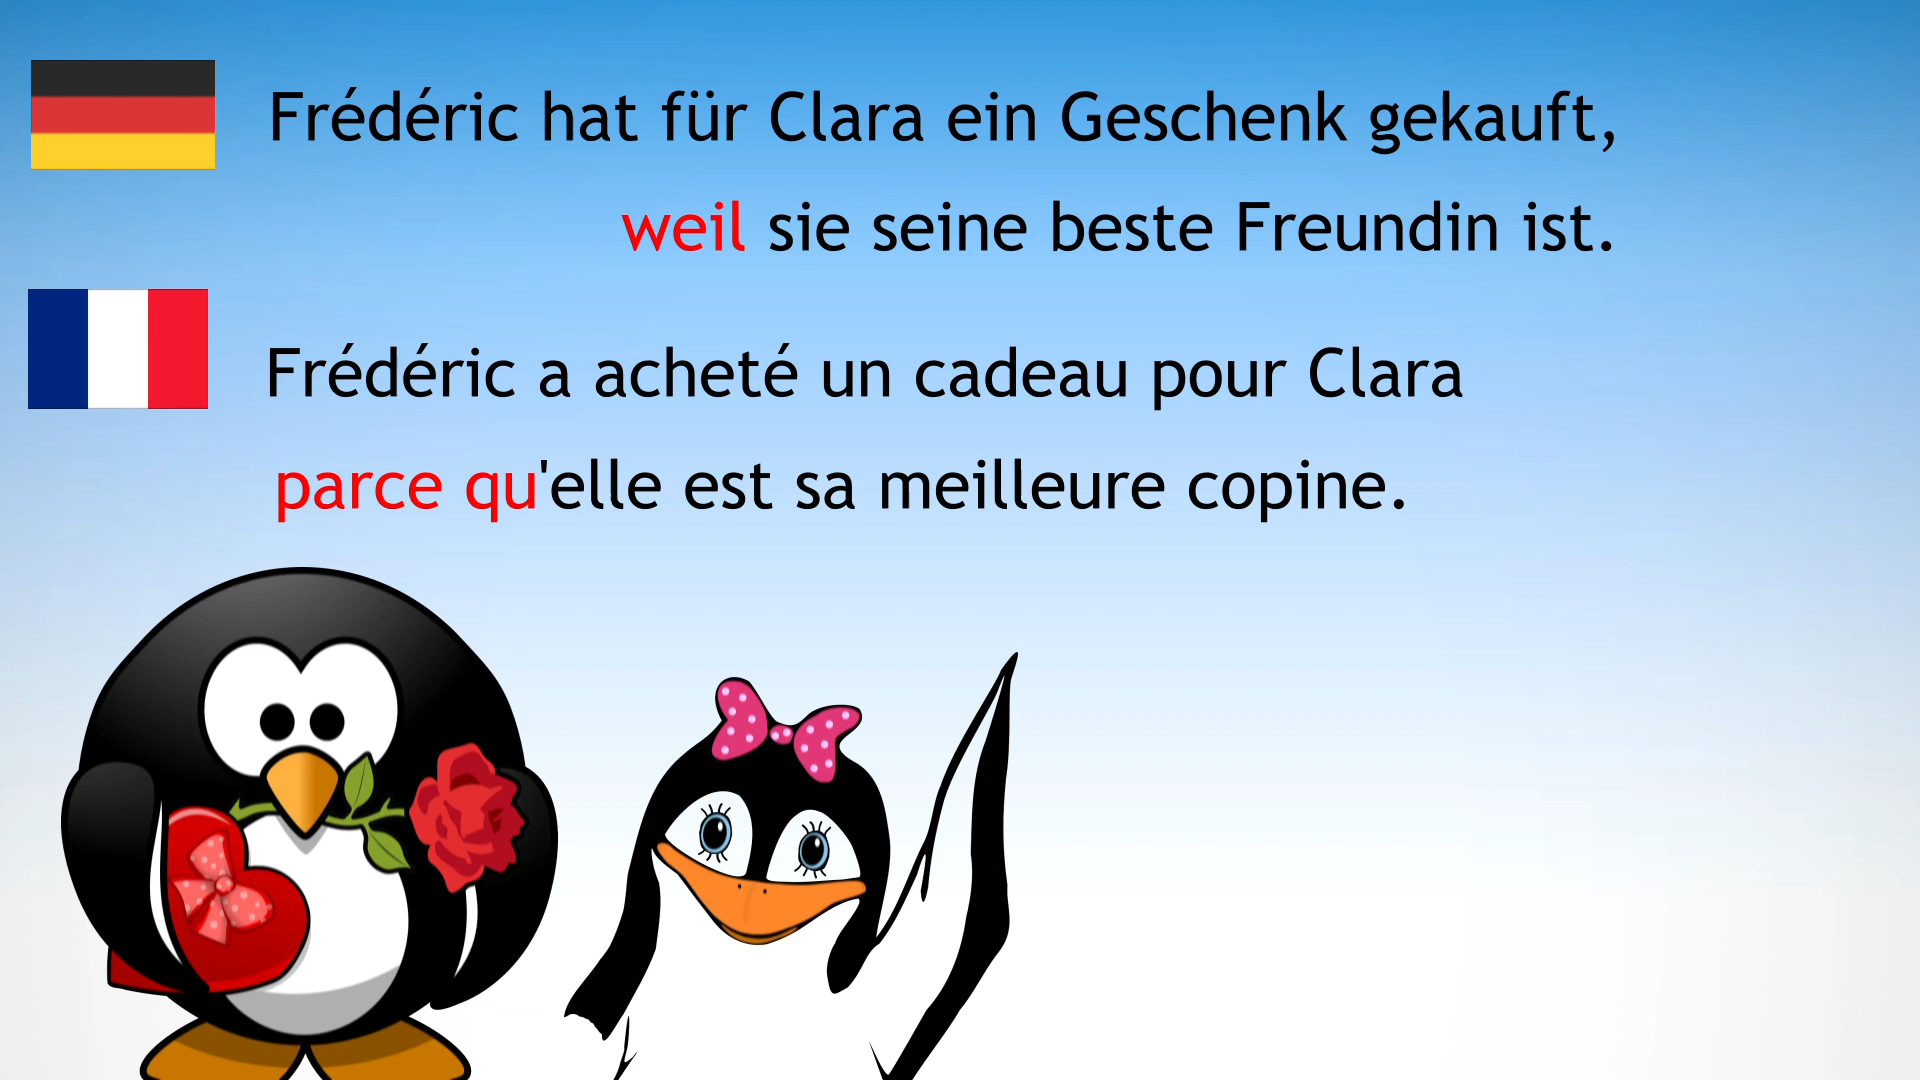 Frédéric hat für Clara ein Geschenk gekauft,
weil sie seine beste Freundin ist.
Frédéric a acheté un cadeau pour Clara
parce qu'elle est sa meilleure copine.